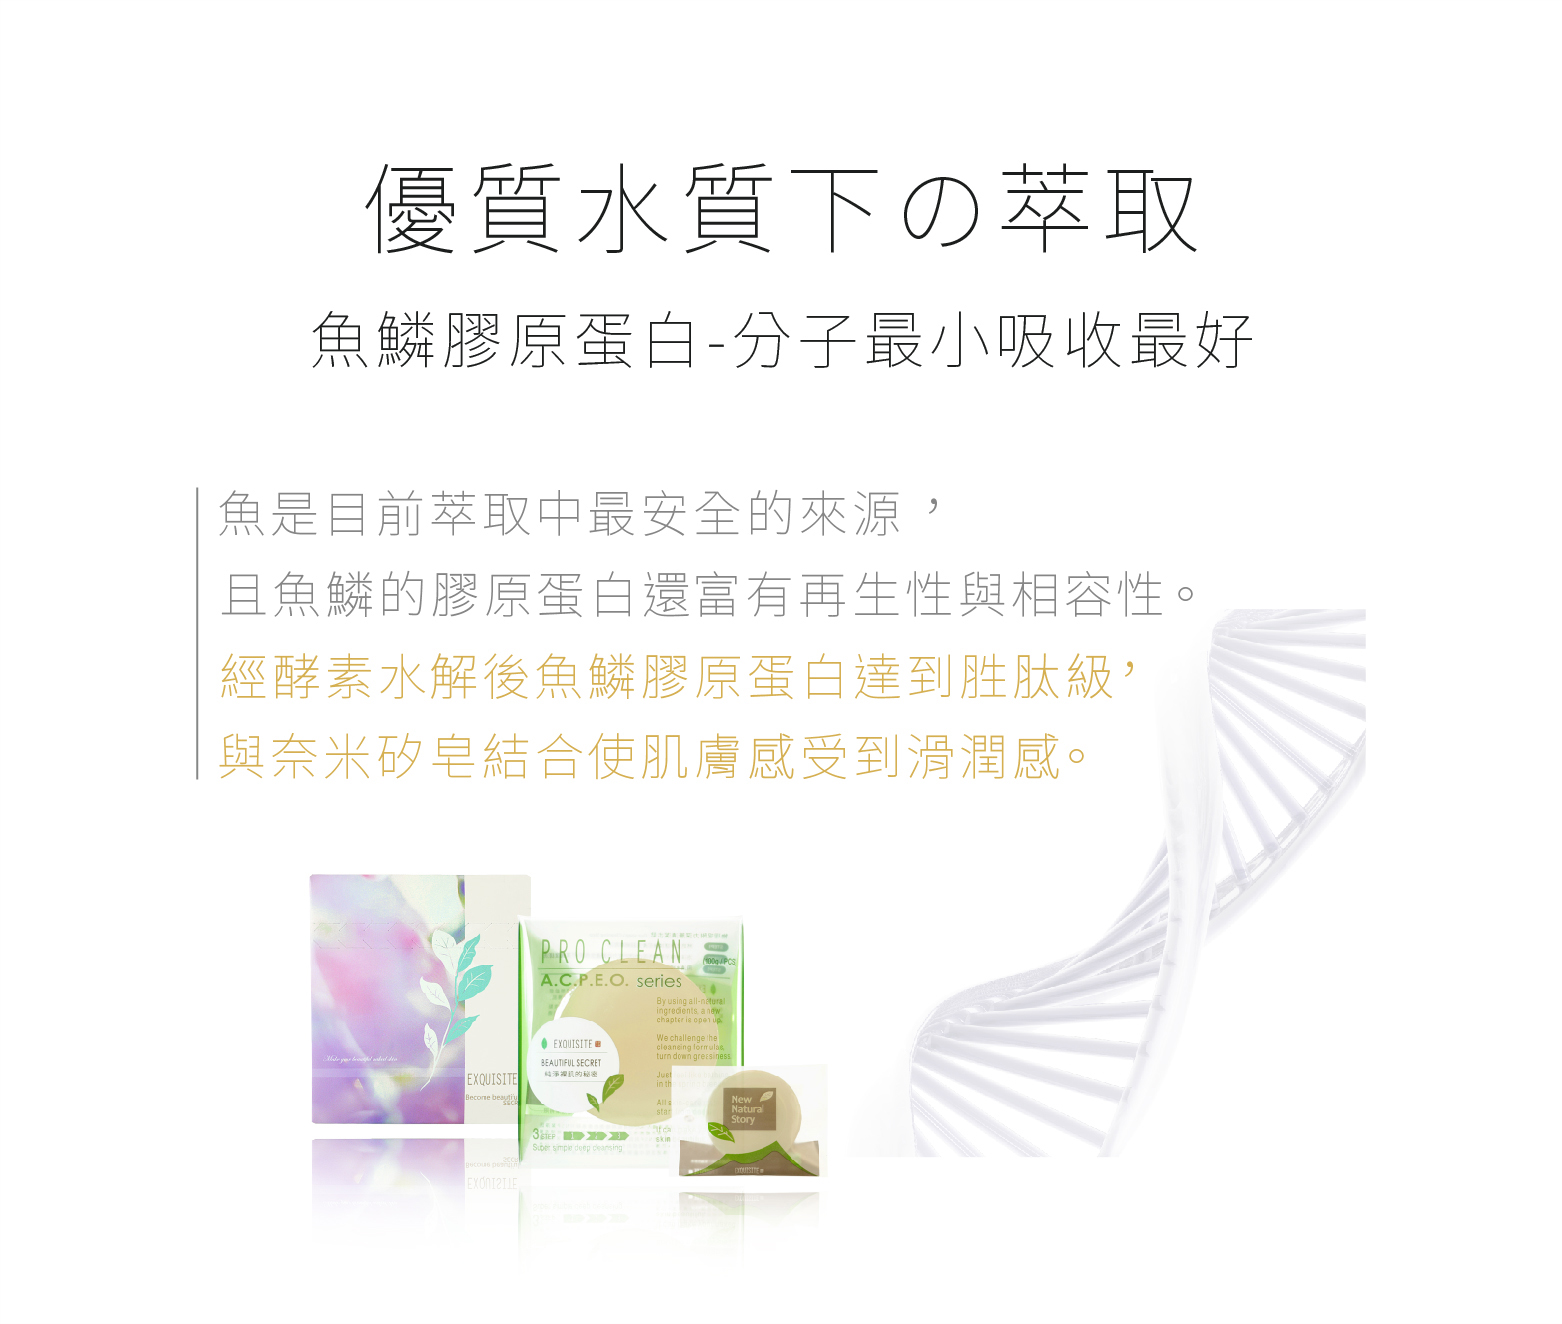 優質水質下の萃取
魚鱗膠原蛋白-分子最小吸收最好
魚是目前萃取中最安全的來源，
且魚鱗的膠原蛋白還富有再生性與相容性。
經酵素水解後魚鱗膠原蛋白達到胜肽級，
與奈米矽皂結合使肌膚感受到滑潤感。
Make your beautiful naked skin
EXQUISITE
Become beautiful
PRO CLEAN
100g/PCS
A.C.P.E.O. series
By using all-natural
ingredients, a new
chapter is open up.
We challenge the
cleansing formulas,
turn down greasiness.
EXQUISITE
BEAUTIFUL SECRET
純淨裸肌的秘密
3 STEP 1 2 3
Super simple deep cleansing
New
Natural
Story